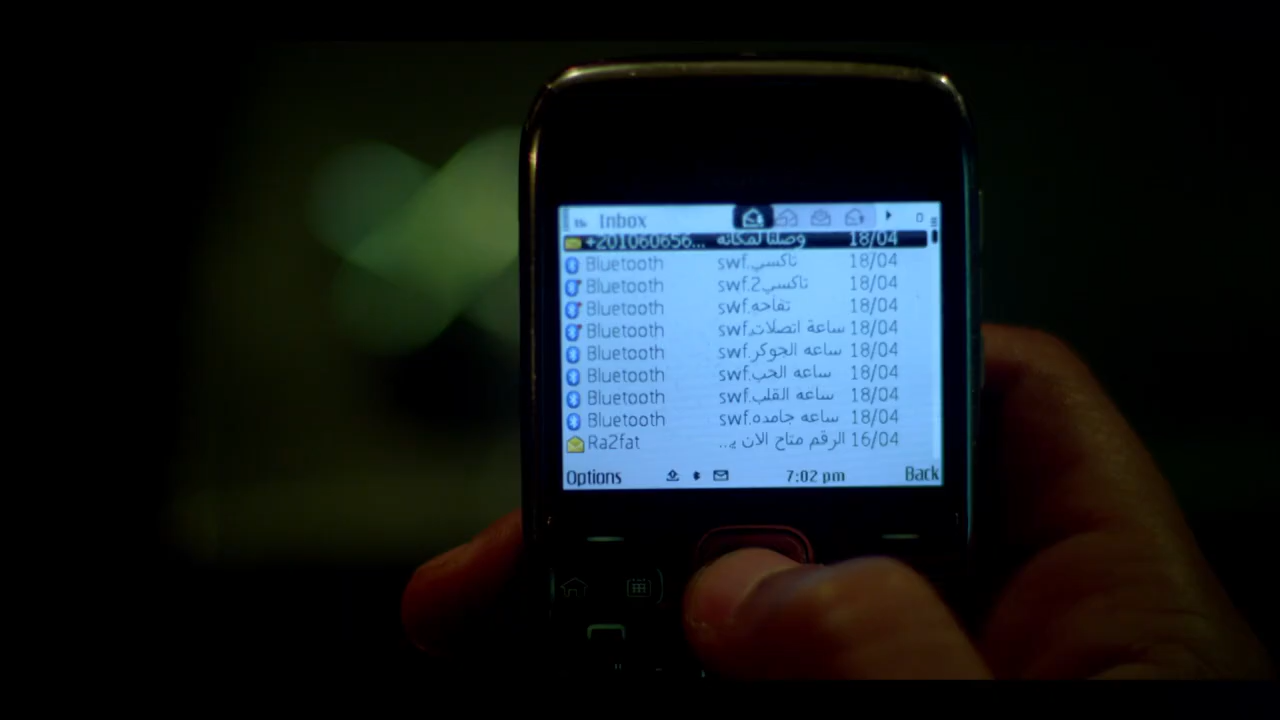 Inbox
+201060656... وصلنا لمكانه 18/04
Bluetooth تاكسي.swf 18/04
Bluetooth تاكسي2.swf 18/04
Bluetooth تفاحه.swf 18/04
Bluetooth ساعة اتصلات.swf 18/04
Bluetooth ساعه الجوكر.swf 18/04
Bluetooth ساعه الحب.swf 18/04
Bluetooth ساعه القلب.swf 18/04
Bluetooth ساعه جامده.swf 18/04
Ra2fat الرقم متاح الان ي... 16/04
Options 7:02 pm Back